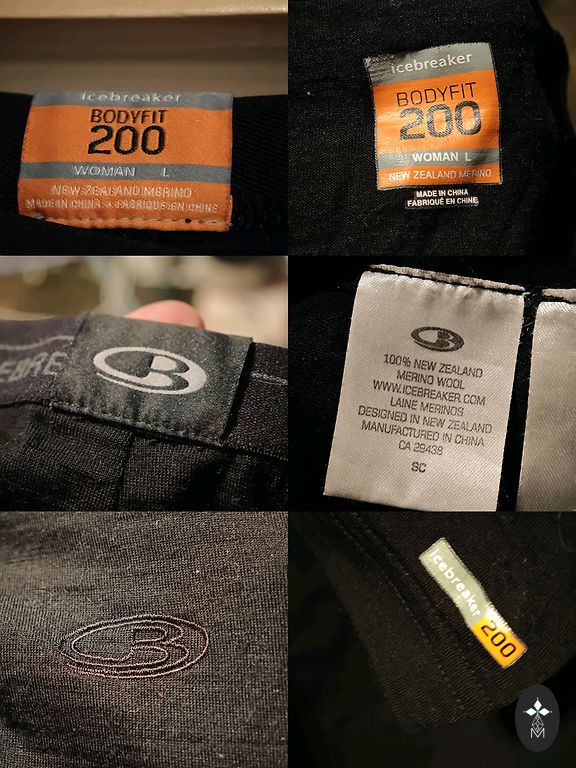 icebreaker
BODYFIT
200
WOMAN L
NEW ZEALAND MERINO
MADE IN CHINA • FABRIQUÉ EN CHINE
icebreaker
BODYFIT
200
WOMAN L
NEW ZEALAND MERINO
MADE IN CHINA
FABRIQUÉ EN CHINE
EBRE
100% NEW ZEALAND
MERINO WOOL
WWW.ICEBREAKER.COM
LAINE MERINOS
DESIGNED IN NEW ZEALAND
MANUFACTURED IN CHINA
CA 29438
SC
icebreaker
200
M